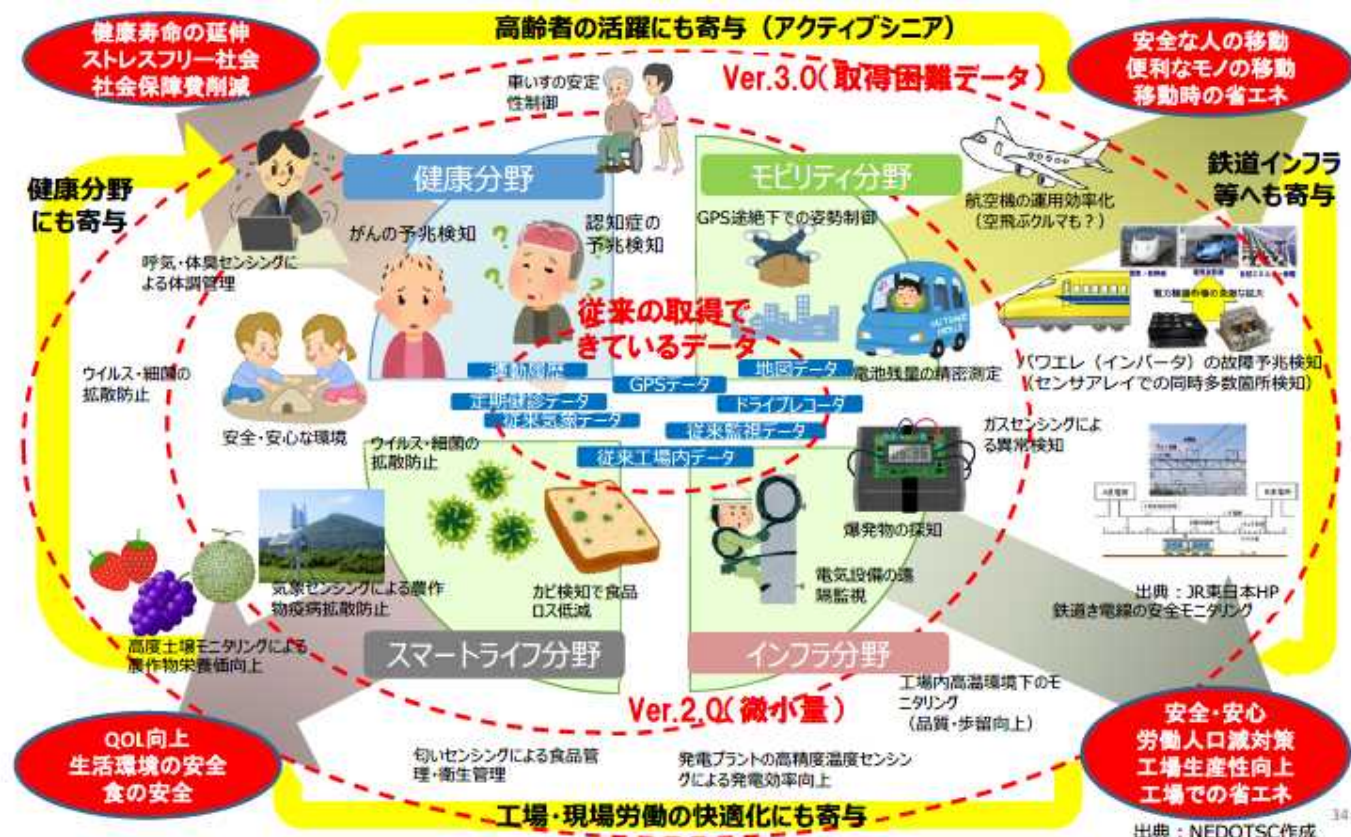 健康寿命の延伸
ストレスフリー社会
社会保障費削減
高齢者の活躍にも寄与（アクティブシニア）
安全な人の移動
便利なモノの移動
移動時の省エネ
車いすの安定
性制御
Ver.3.0（取得困難データ）
健康分野
にも寄与
健康分野
モビリティ分野
鉄道インフラ
等へも寄与
航空機の運用効率化
（空飛ぶクルマも？）
GPS途絶下での姿勢制御
がんの予兆検知
認知症の
予兆検知
呼気・体臭センシングに
よる体調管理
従来の取得で
きているデータ
運動履歴
GPSデータ
地図データ
定期健診データ
ドライブレコーダ
従来気象データ
従来監視データ
従来工場内データ
電池残量の精密測定
パワエレ（インバータ）の故障予兆検知
（センサアレイでの同時多数箇所検知）
ウイルス・細菌の
拡散防止
安全・安心な環境
ウイルス・細菌の
拡散防止
ガスセンシングによ
る異常検知
爆発物の探知
気象センシングによる農作
物疫病拡散防止
カビ検知で食品
ロス低減
電気設備の遠
隔監視
出典：JR東日本HP
鉄道き電線の安全モニタリング
高度土壌モニタリングによる
農作物栄養価向上
スマートライフ分野
インフラ分野
工場内高温環境下のモ
ニタリング
（品質・歩留向上）
Ver.2.0（微小量）
QOL向上
生活環境の安全
食の安全
匂いセンシングによる食品管
理・衛生管理
発電プラントの高精度温度センシン
グによる発電効率向上
安全・安心
労働人口減対策
工場生産性向上
工場での省エネ
工場・現場労働の快適化にも寄与
34
出典：NEDOTSC作成